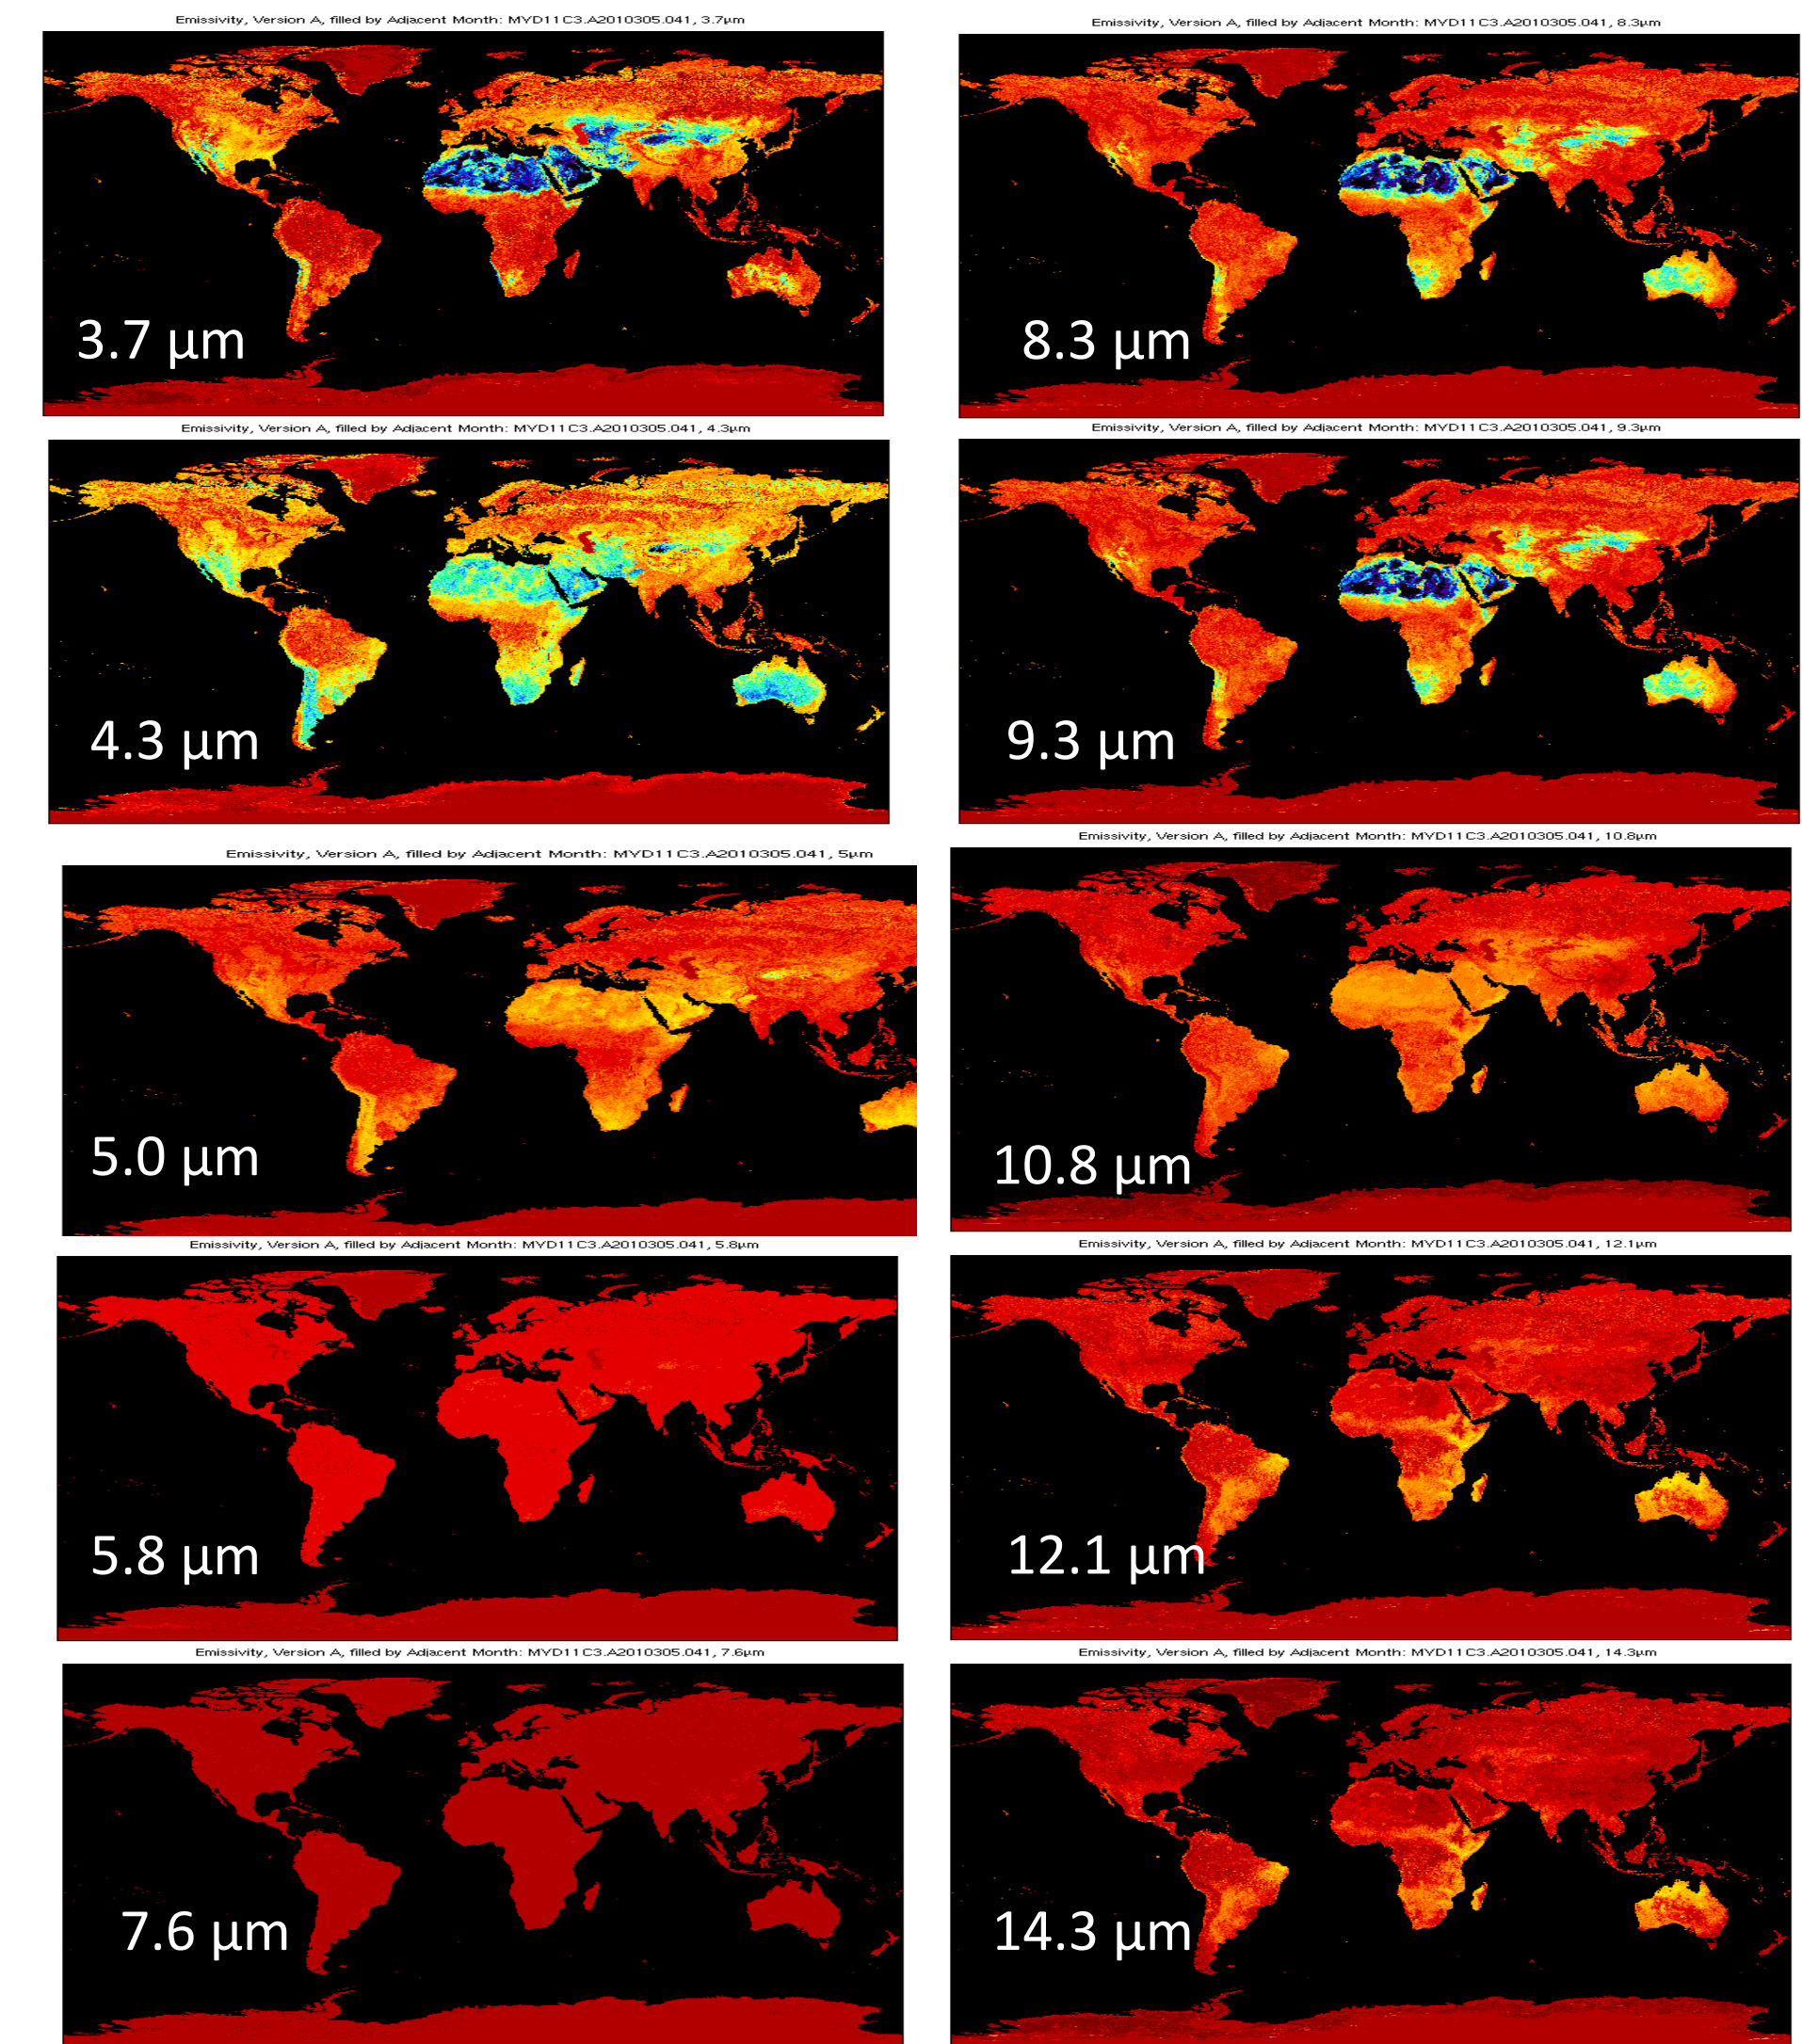 Emissivity, Version A, filled by Adjacent Month: MYD11C3.A2010305.041, 3.7μm
3.7 μm
Emissivity, Version A, filled by Adjacent Month: MYD11C3.A2010305.041, 4.3μm
4.3 μm
Emissivity, Version A, filled by Adjacent Month: MYD11C3.A2010305.041, 5μm
5.0 μm
Emissivity, Version A, filled by Adjacent Month: MYD11C3.A2010305.041, 5.8μm
5.8 μm
Emissivity, Version A, filled by Adjacent Month: MYD11C3.A2010305.041, 7.6μm
7.6 μm
Emissivity, Version A, filled by Adjacent Month: MYD11C3.A2010305.041, 8.3μm
8.3 μm
Emissivity, Version A, filled by Adjacent Month: MYD11C3.A2010305.041, 9.3μm
9.3 μm
Emissivity, Version A, filled by Adjacent Month: MYD11C3.A2010305.041, 10.8μm
10.8 μm
Emissivity, Version A, filled by Adjacent Month: MYD11C3.A2010305.041, 12.1μm
12.1 μm
Emissivity, Version A, filled by Adjacent Month: MYD11C3.A2010305.041, 14.3μm
14.3 μm